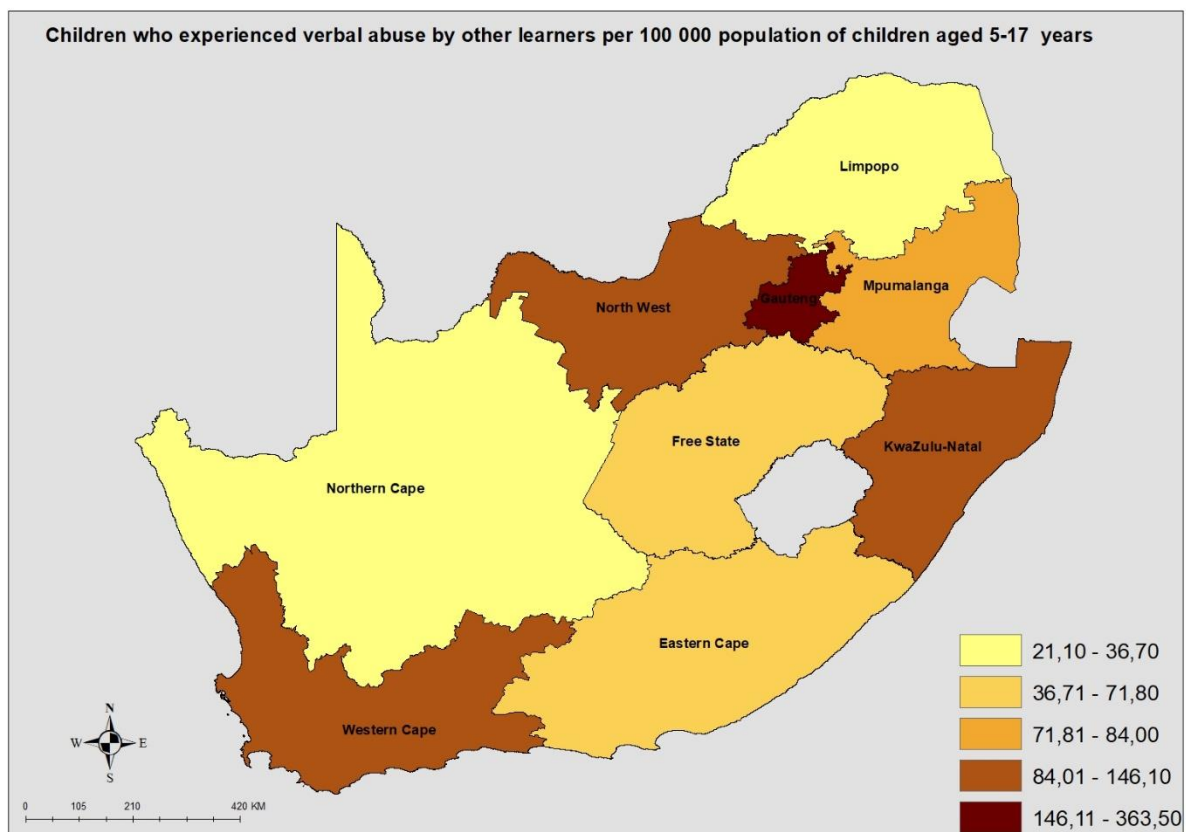 Children who experienced verbal abuse by other learners per 100 000 population of children aged 5-17 years
Limpopo
Mpumalanga
Gauteng
North West
Free State
KwaZulu-Natal
Northern Cape
Eastern Cape
Western Cape
21,10 - 36,70
36,71 - 71,80
71,81 - 84,00
84,01 - 146,10
146,11 - 363,50
N
W E
S
0 105 210 420 KM